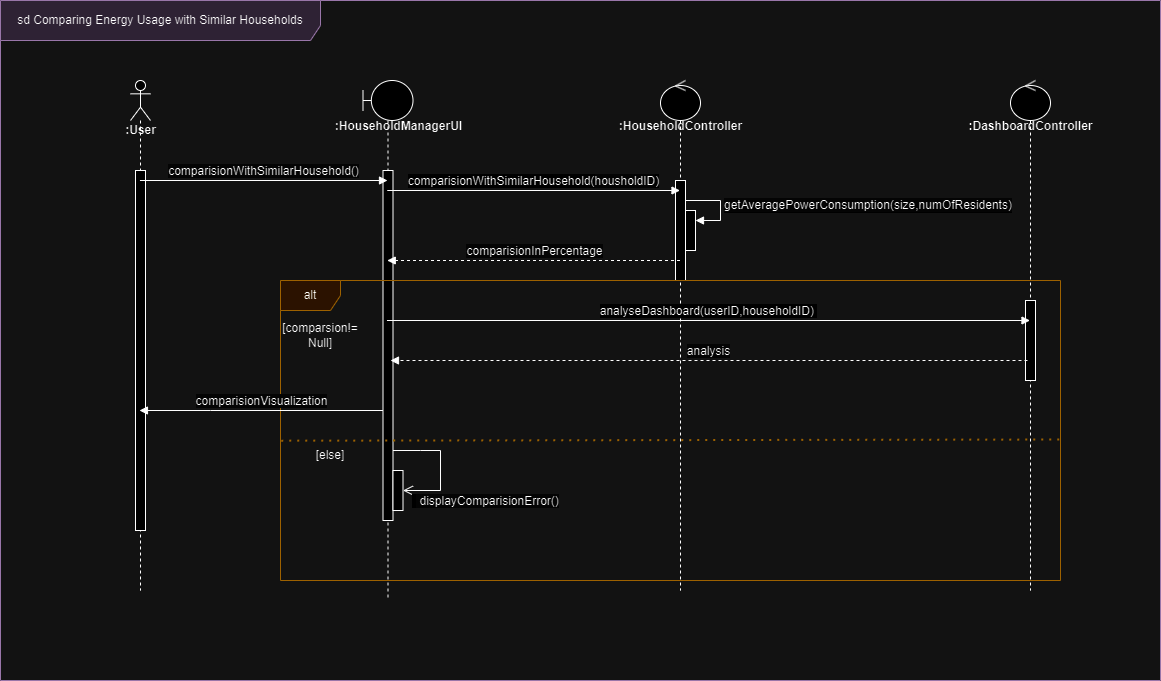 sd Comparing Energy Usage with Similar Households
:User
:HouseholdManagerUI
:HouseholdController
:DashboardController
comparisionWithSimilarHousehold()
comparisionWithSimilarHousehold(housholdID)
getAveragePowerConsumption(size,numOfResidents)
comparisionInPercentage
alt
analyseDashboard(userID,householdID)
[comparsion!=
Null]
analysis
comparisionVisualization
[else]
displayComparisionError()